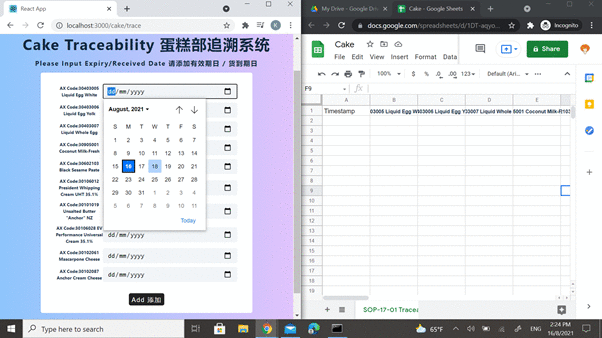 React App
localhost:3000/cake/trace
Cake Traceability 蛋糕部追溯系统
Please Input Expiry/Received Date 请添加有效期日 / 货到期日
AX Code:30403005
Liquid Egg White
dd/mm/yyyy
AX Code:30403006
Liquid Egg Yolk
AX Code:30403007
Liquid Whole Egg
AX Code:30805001
Coconut Milk-Fresh
AX Code:30602103
Black Sesame Paste
AX Code:30106012
President Whipping
Cream UHT 35.1%
AX Code:30101019
Unsalted Butter
"Anchor" NZ
AX Code:30106028 EV
Performance Universal
Cream 35.1%
dd/mm/yyyy
AX Code:30102061
Mascarpone Cheese
dd/mm/yyyy
AX Code:30102087
Anchor Cream Cheese
dd/mm/yyyy
August, 2021
S M T W T F S
1 2 3 4 5 6 7
8 9 10 11 12 13 14
15 16 17 18 19 20 21
22 23 24 25 26 27 28
29 30 31 1 2 3 4
5 6 7 8 9 10 11
Today
Add 添加
My Drive - Google Dri
Cake - Google Sheets
docs.google.com/spreadsheets/d/1DT-aqyo...
Incognito
Cake
File Edit View Insert Format Data
Share
100%
$ % .0 .00 123
Default (Ari...
F9
fx
A B C D E
1 Timestamp 03005 Liquid Egg W 03006 Liquid Egg Y 03007 Liquid Whole 5001 Coconut Milk-F
2
3
4
5
6
7
8
9
10
11
12
13
14
15
16
17
18
19
SOP-17-01 Tracea
Type here to search
65°F
ENG
2:24 PM
16/8/2021